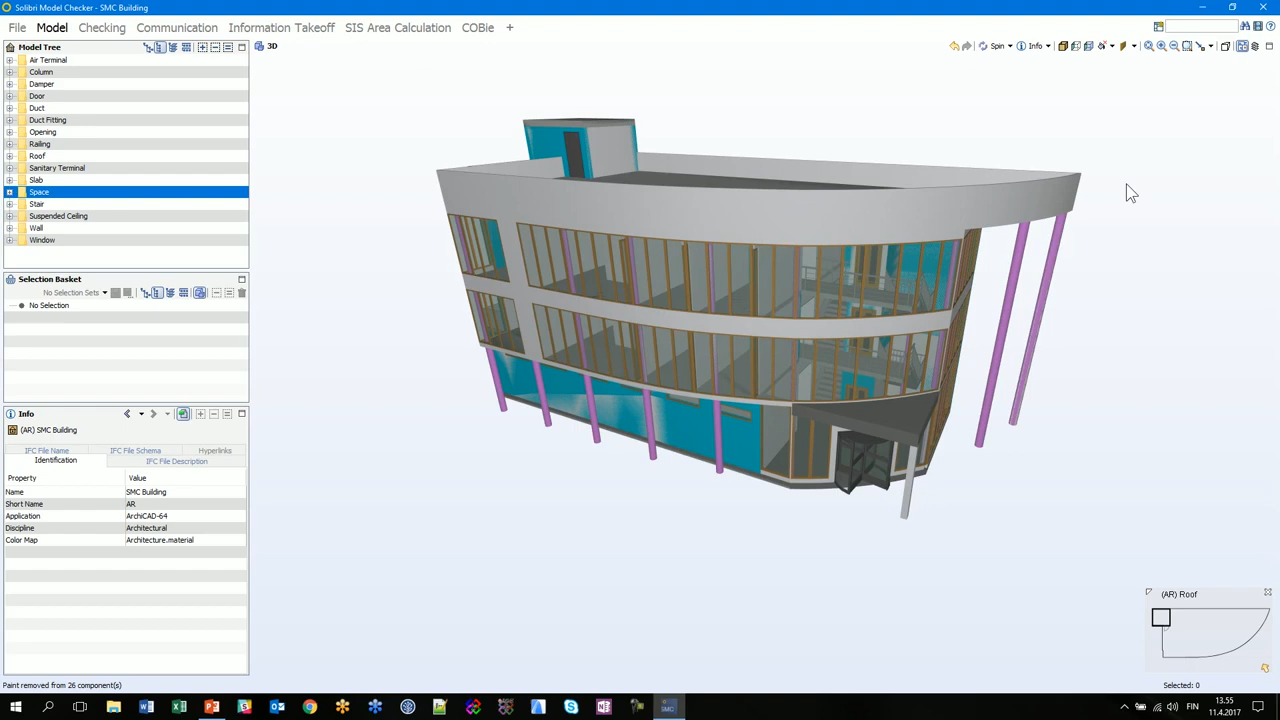 Solibri Model Checker - SMC Building
File Model Checking Communication Information Takeoff SIS Area Calculation COBie +
Model Tree
3D
Spin
Info
Air Terminal
Column
Damper
Door
Duct
Duct Fitting
Opening
Railing
Roof
Sanitary Terminal
Slab
Space
Stair
Suspended Ceiling
Wall
Window
Selection Basket
No Selection Sets
No Selection
Info
(AR) SMC Building
IFC File Name IFC File Schema Hyperlinks
Identification IFC File Description
Property Value
Name SMC Building
Short Name AR
Application ArchiCAD-64
Discipline Architectural
Color Map Architecture.material
(AR) Roof
Paint removed from 26 component(s)
Selected: 0
SMC
FIN
13.55
11.4.2017